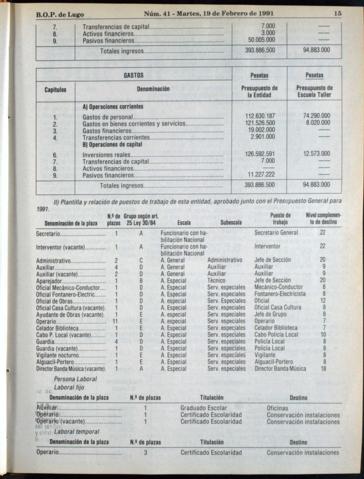 B.O.P. de Lugo Núm. 41 - Martes, 19 de Febrero de 1991 15
7. Transferencias de capital 7.000 —
8. Activos financieros 3.000 —
9. Pasivos financieros 50.005.000 —
Totales ingresos 393.886.500 94.883.000
GASTOS Pesetas Pesetas
Capítulos Denominación Presupuesto de la Entidad Presupuesto de Escuela Taller
A) Operaciones corrientes
1. Gastos de personal 112.630.187 74.290.000
2. Gastos en bienes corrientes y servicios 121.526.500 8.020.000
3. Gastos financieros 19.002.000 —
4. Transferencias corrientes 2.901.000 —
B) Operaciones de capital
6. Inversiones reales 126.592.591 12.573.000
7. Transferencias de capital 7.000 —
8. Activos financieros — —
9. Pasivos financieros 11.227.222 —
Totales ingresos 393.886.500 94.883.000
II) Plantilla y relación de puestos de trabajo de esta entidad, aprobado junto con el Presupuesto General para
1991.
Denominación de la plaza N.º de plazas Grupo según art. 25 Ley 30/84 Escala Subescala Puesto de trabajo Nivel complemento de destino
Secretario 1 A Funcionario con habilitación Nacional Secretario General 22
Interventor (vacante) 1 A Funcionario con habilitación Nacional Interventor 22
Administrativo 2 C A. General Administrativo Jefe de Sección 20
Auxiliar 4 D A. General Auxiliar Auxiliar 9
Auxiliar (vacante) 2 D A. General Auxiliar Auxiliar 9
Aparejador 1 B A. Especial Técnico Jefe de Sección 20
Oficial Mecánico-Conductor 1 D A. Especial Serv. especiales Mecánico-Conductor
Oficial Fontanero-Electric. 1 D A. Especial Serv. especiales Fontanero-Electricista
Oficial de Obras 1 D A. Especial Serv. especiales Oficial
Oficial Casa Cultura (vacante) 1 D A. Especial Serv. especiales Oficial Casa Cultura
Ayudante de Obras (vacante) 1 E A. especial Serv. especiales Jefe de Grupo
Operario 11 E A. especial Serv. especiales Operario
Celador Biblioteca 1 E A. especial Serv. especiales Celador Biblioteca
Cabo P. Local (vacante) 1 D A. especial Serv. especiales Cabo Policía Local 10
Guardia 4 D A. especial Serv. especiales Policía Local
Guardia (vacante) 1 D A. especial Serv. especiales Policía Local
Vigilante nocturno 1 E A. especial Serv. especiales Vigilante
Alguacil-Portero 1 E A. especial Serv. especiales Alguacil-Portero
Director Banda Música (vacante) 1 A A. Especial Serv. especiales Director Banda Música 18
Persona Laboral
Laboral fijo
Denominación de la plaza N.º de plazas Titulación Destino
Auxiliar 1 Graduado Escolar Oficinas
Operario 1 Certificado Escolaridad Conservación instalaciones
Operario (vacante) 1 Certificado Escolaridad Conservación instalaciones
Laboral temporal
Denominación de la plaza N.º de plazas Titulación Destino
Operario 3 Certificado Escolaridad Conservación instalaciones